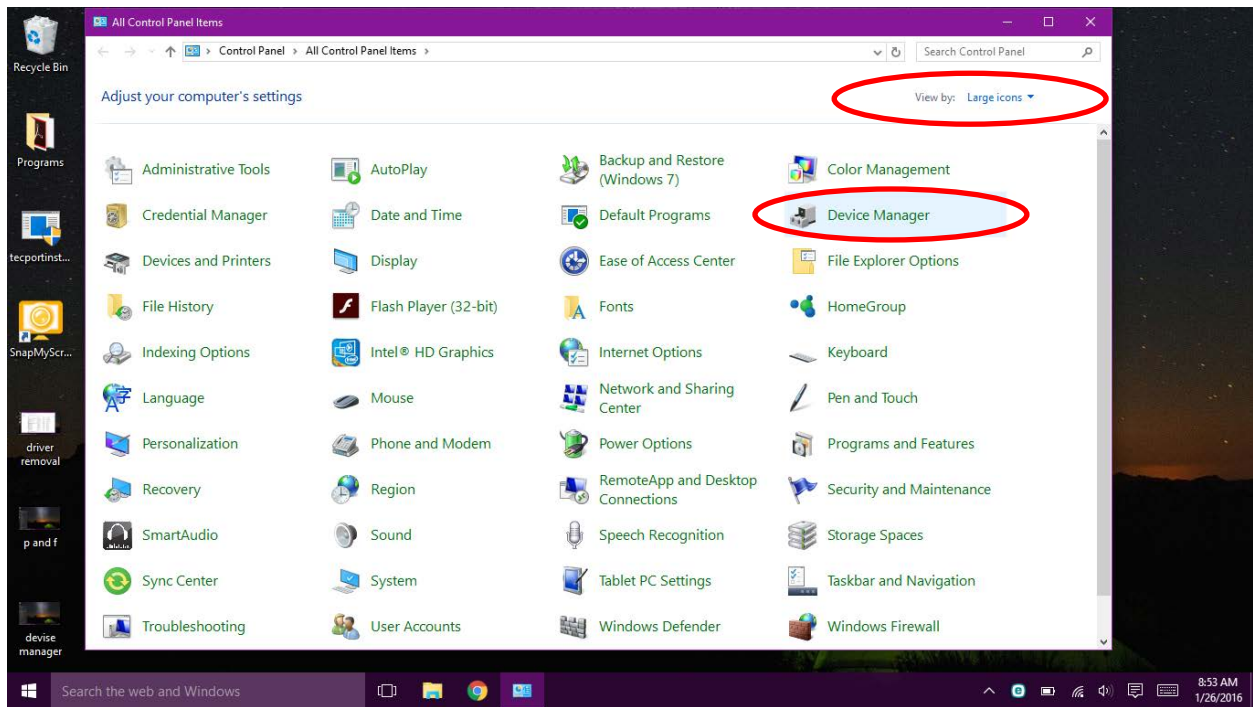 All Control Panel Items
Control Panel > All Control Panel Items >
Search Control Panel
Adjust your computer's settings
View by: Large icons
Administrative Tools
AutoPlay
Backup and Restore
(Windows 7)
Color Management
Credential Manager
Date and Time
Default Programs
Device Manager
Devices and Printers
Display
Ease of Access Center
File Explorer Options
File History
Flash Player (32-bit)
Fonts
HomeGroup
Indexing Options
Intel® HD Graphics
Internet Options
Keyboard
Language
Mouse
Network and Sharing
Center
Pen and Touch
Personalization
Phone and Modem
Power Options
Programs and Features
Recovery
Region
RemoteApp and Desktop
Connections
Security and Maintenance
SmartAudio
Sound
Speech Recognition
Storage Spaces
Sync Center
System
Tablet PC Settings
Taskbar and Navigation
Troubleshooting
User Accounts
Windows Defender
Windows Firewall
Recycle Bin
Programs
tecportinst...
SnapMyScr...
driver
removal
p and f
devise
manager
Search the web and Windows
8:53 AM
1/26/2016